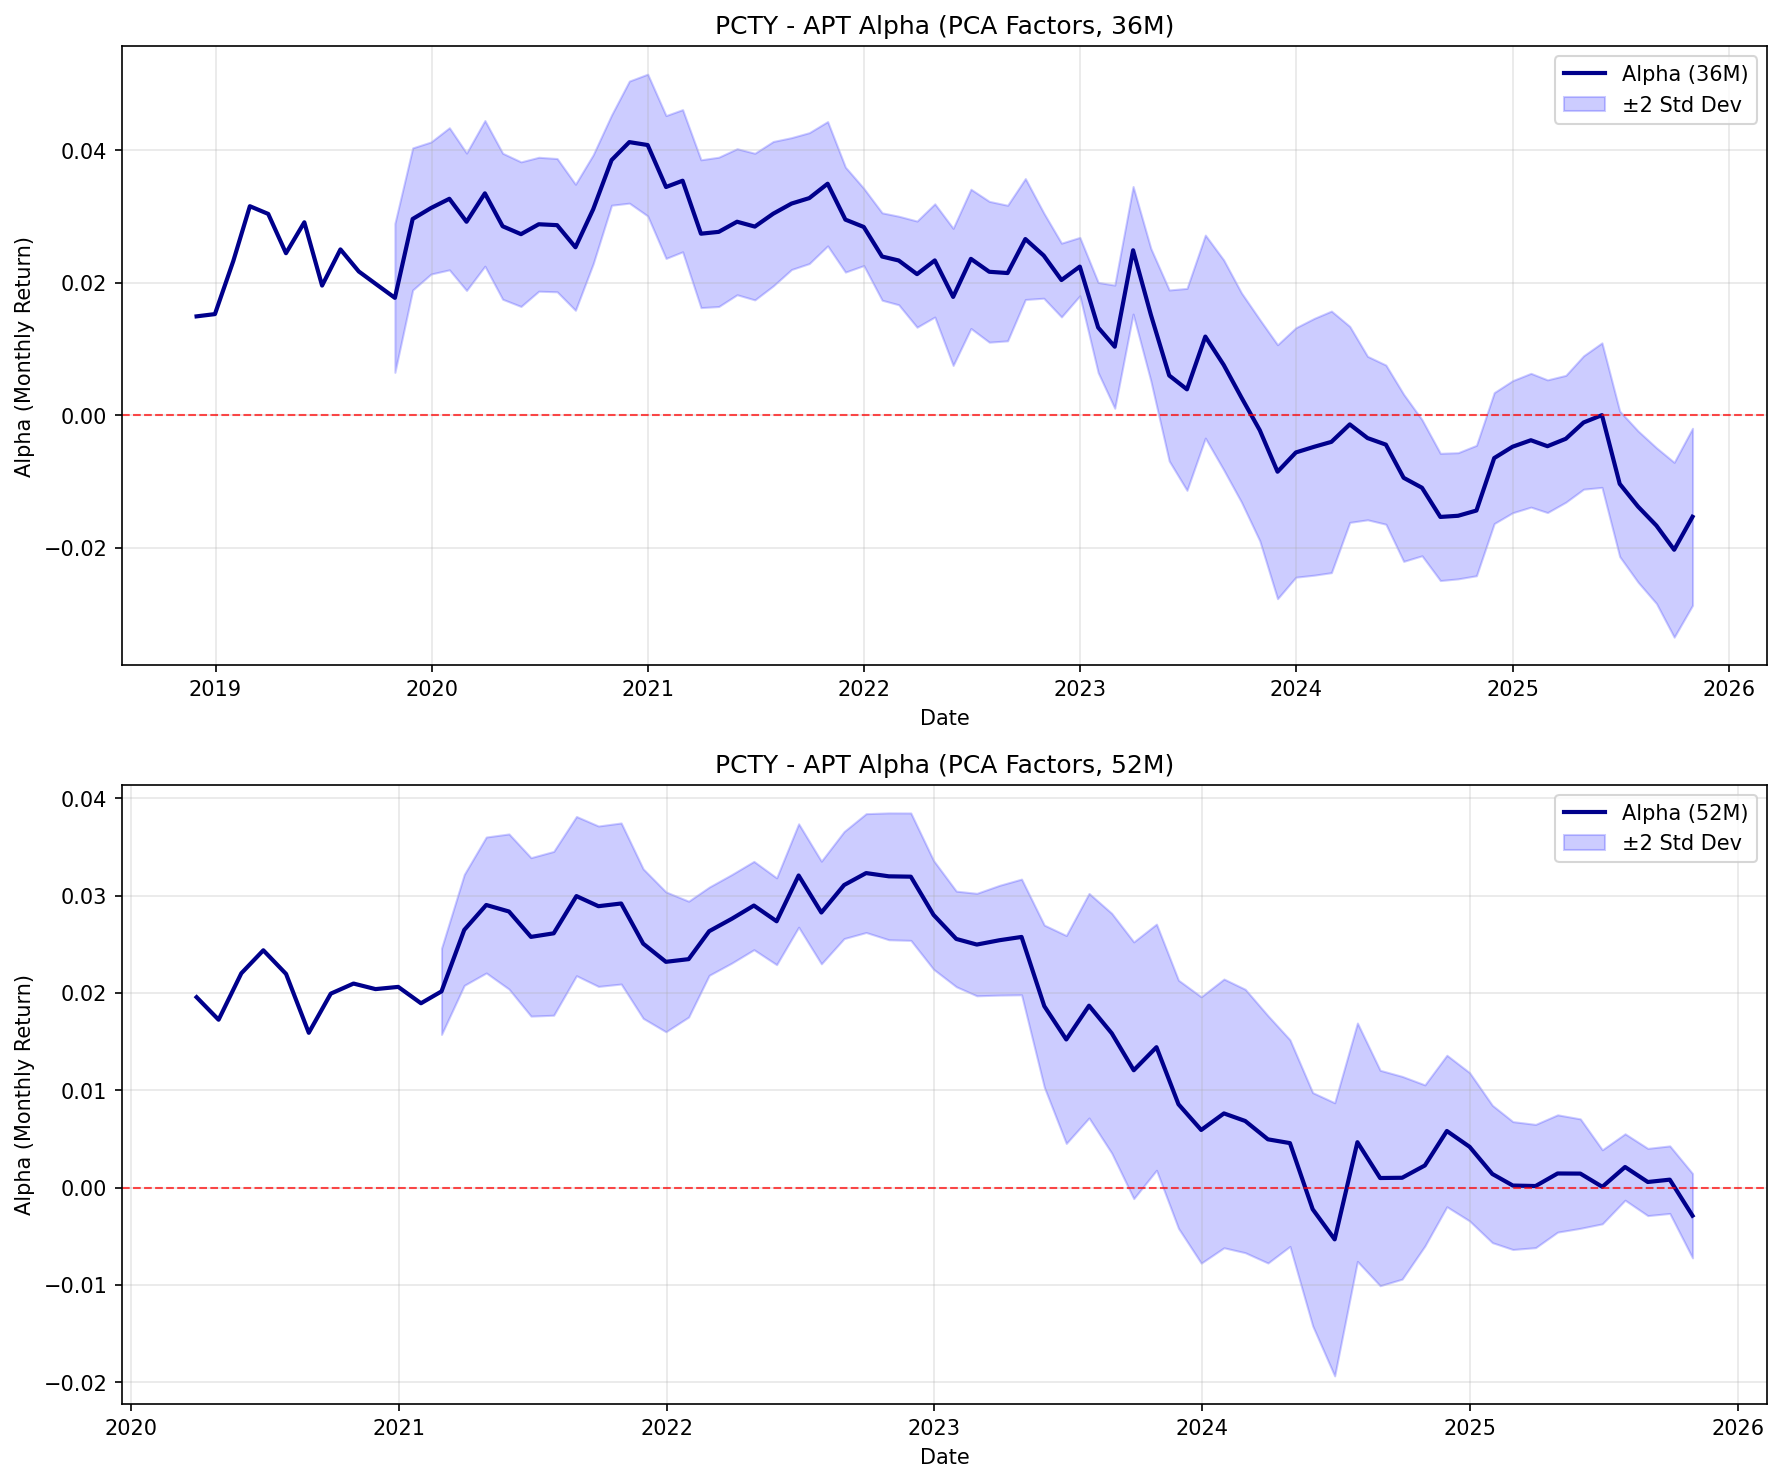 PCTY - APT Alpha (PCA Factors, 36M)
Alpha (36M)
±2 Std Dev
Alpha (Monthly Return)
0.04
0.02
0.00
−0.02
2019 2020 2021 2022 2023 2024 2025 2026
Date
PCTY - APT Alpha (PCA Factors, 52M)
Alpha (52M)
±2 Std Dev
Alpha (Monthly Return)
0.04
0.03
0.02
0.01
0.00
−0.01
−0.02
2020 2021 2022 2023 2024 2025 2026
Date